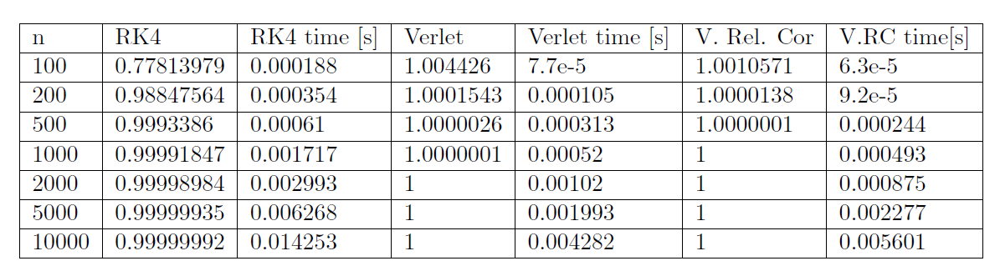 n RK4 RK4 time [s] Verlet Verlet time [s] V. Rel. Cor V.RC time[s]
100 0.77813979 0.000188 1.004426 7.7e-5 1.0010571 6.3e-5
200 0.98847564 0.000354 1.0001543 0.000105 1.0000138 9.2e-5
500 0.9993386 0.00061 1.0000026 0.000313 1.0000001 0.000244
1000 0.99991847 0.001717 1.0000001 0.00052 1 0.000493
2000 0.99998984 0.002993 1 0.00102 1 0.000875
5000 0.99999935 0.006268 1 0.001993 1 0.002277
10000 0.99999992 0.014253 1 0.004282 1 0.005601